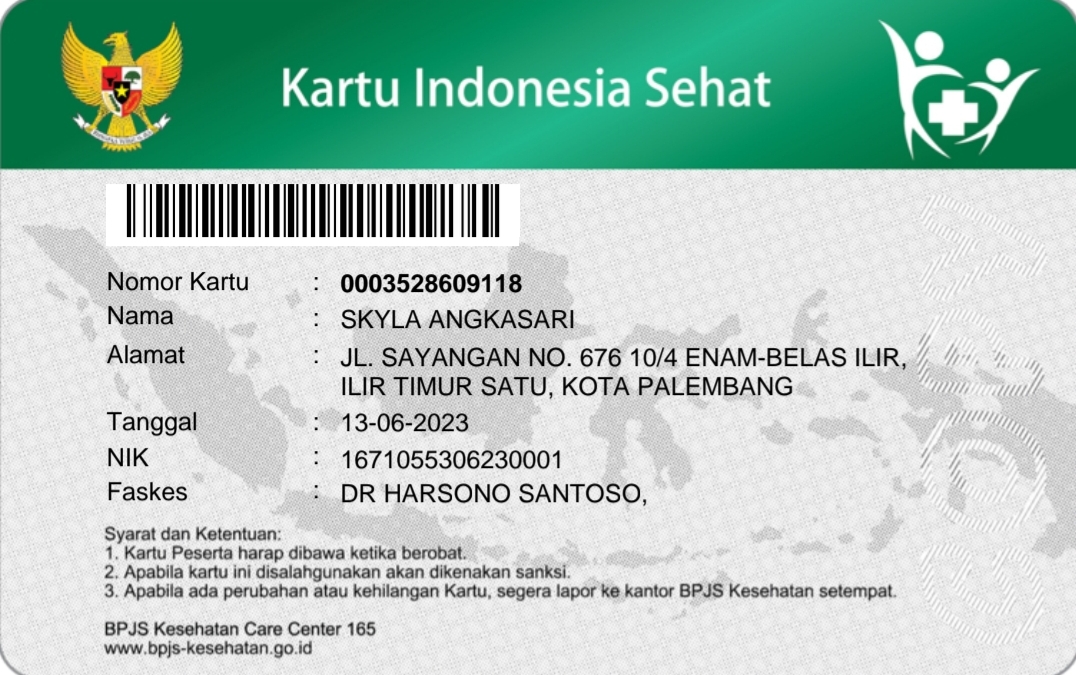 Kartu Indonesia Sehat
Nomor Kartu : 0003528609118
Nama : SKYLA ANGKASARI
Alamat : JL. SAYANGAN NO. 676 10/4 ENAM-BELAS ILIR,
ILIR TIMUR SATU, KOTA PALEMBANG
Tanggal : 13-06-2023
NIK : 1671055306230001
Faskes : DR HARSONO SANTOSO,
Syarat dan Ketentuan:
1. Kartu Peserta harap dibawa ketika berobat.
2. Apabila kartu ini disalahgunakan akan dikenakan sanksi.
3. Apabila ada perubahan atau kehilangan Kartu, segera lapor ke kantor BPJS Kesehatan setempat.
BPJS Kesehatan Care Center 165
www.bpjs-kesehatan.go.id